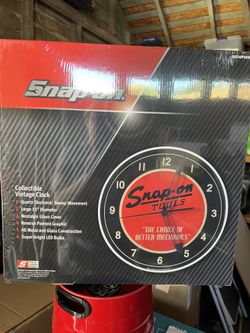 Snap-on
Collectible
Vintage Clock
Quartz Electronic Sweep Movement
Large 15" Diameter
Nostalgic Glass Cover
Reverse Painted Graphic
All Metal and Glass Construction
Super Bright LED Bulbs
12
1
2
3
4
5
6
7
8
9
10
11
Snap-on
TOOLS
"THE CHOICE OF
BETTER MECHANICS"